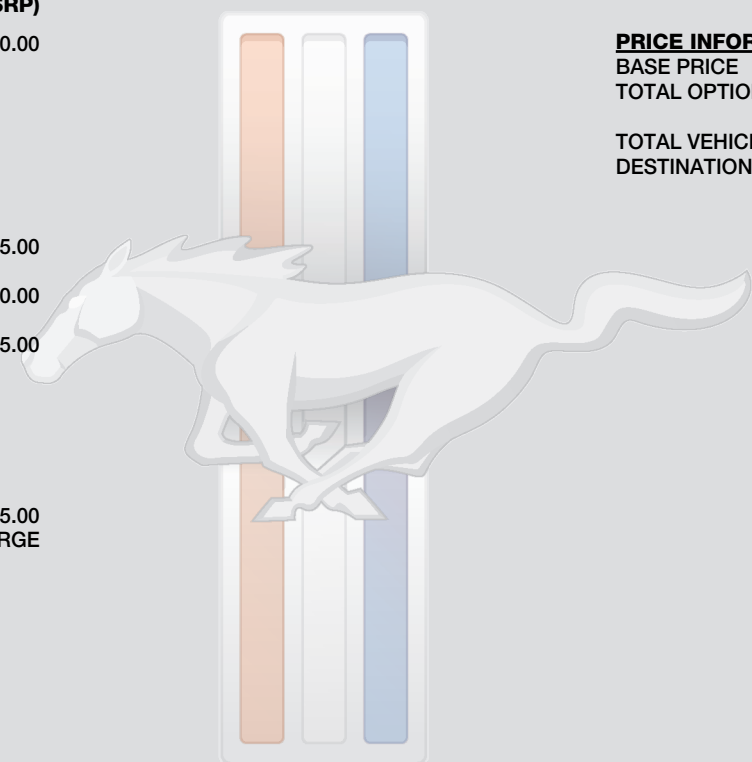 SRP)
0.00
5.00
0.00
5.00
5.00
RGE
PRICE INFOR
BASE PRICE
TOTAL OPTIO
TOTAL VEHICL
DESTINATION